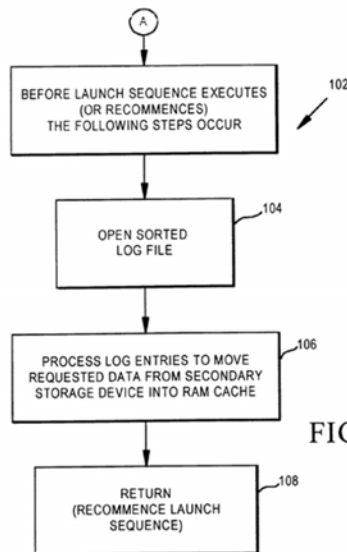 A
BEFORE LAUNCH SEQUENCE EXECUTES
(OR RECOMMENCES)
THE FOLLOWING STEPS OCCUR
102
104
OPEN SORTED
LOG FILE
106
PROCESS LOG ENTRIES TO MOVE
REQUESTED DATA FROM SECONDARY
STORAGE DEVICE INTO RAM CACHE
108
RETURN
(RECOMMENCE LAUNCH
SEQUENCE)